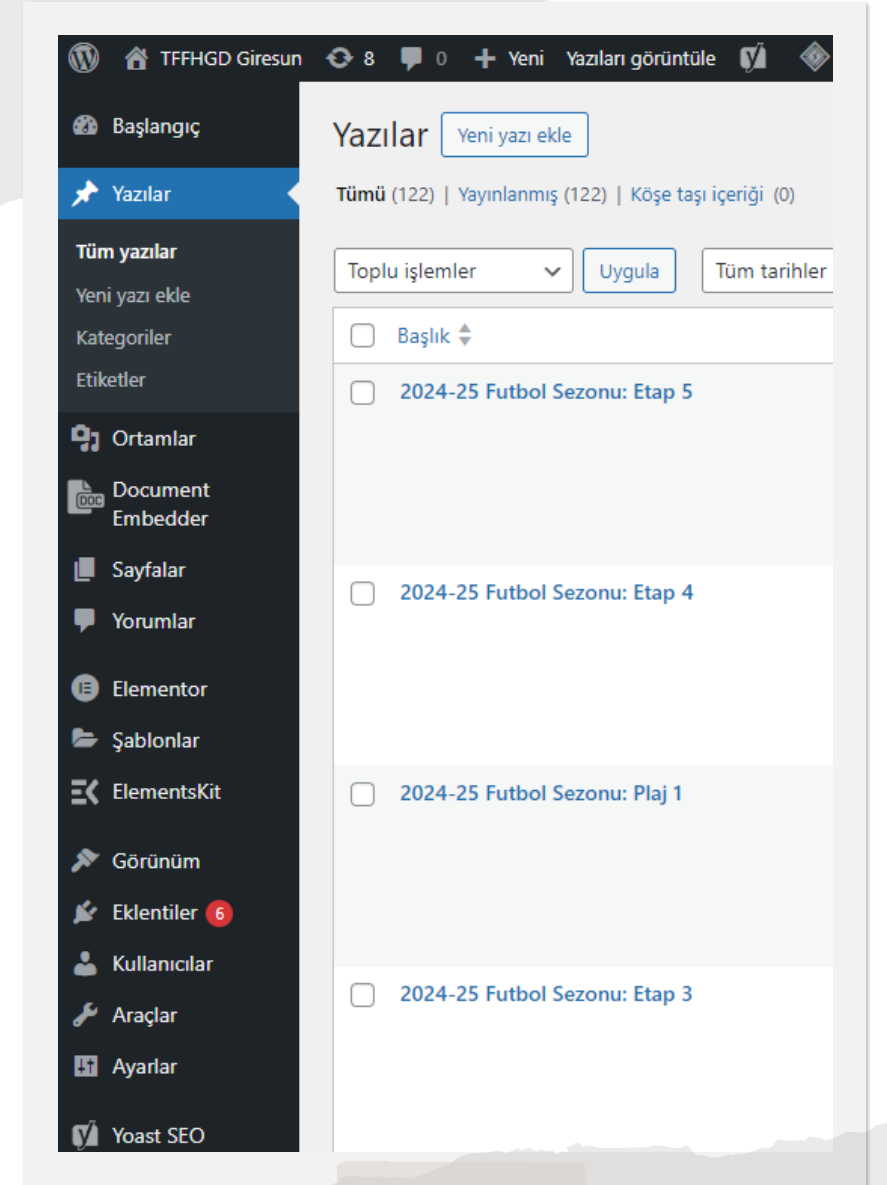 TFFHGD Giresun 8 0 Yeni Yazıları görüntüle
Başlangıç
Yazılar
Tüm yazılar
Yeni yazı ekle
Kategoriler
Etiketler
Ortamlar
DOC
Document
Embedder
Sayfalar
Yorumlar
Elementor
Şablonlar
ElementsKit
Görünüm
Eklentiler 6
Kullanıcılar
Araçlar
Ayarlar
Yoast SEO
Yazılar Yeni yazı ekle
Tümü (122) | Yayınlanmış (122) | Köşe taşı içeriği (0)
Toplu işlemler Uygula Tüm tarihler
Başlık
2024-25 Futbol Sezonu: Etap 5
2024-25 Futbol Sezonu: Etap 4
2024-25 Futbol Sezonu: Plaj 1
2024-25 Futbol Sezonu: Etap 3